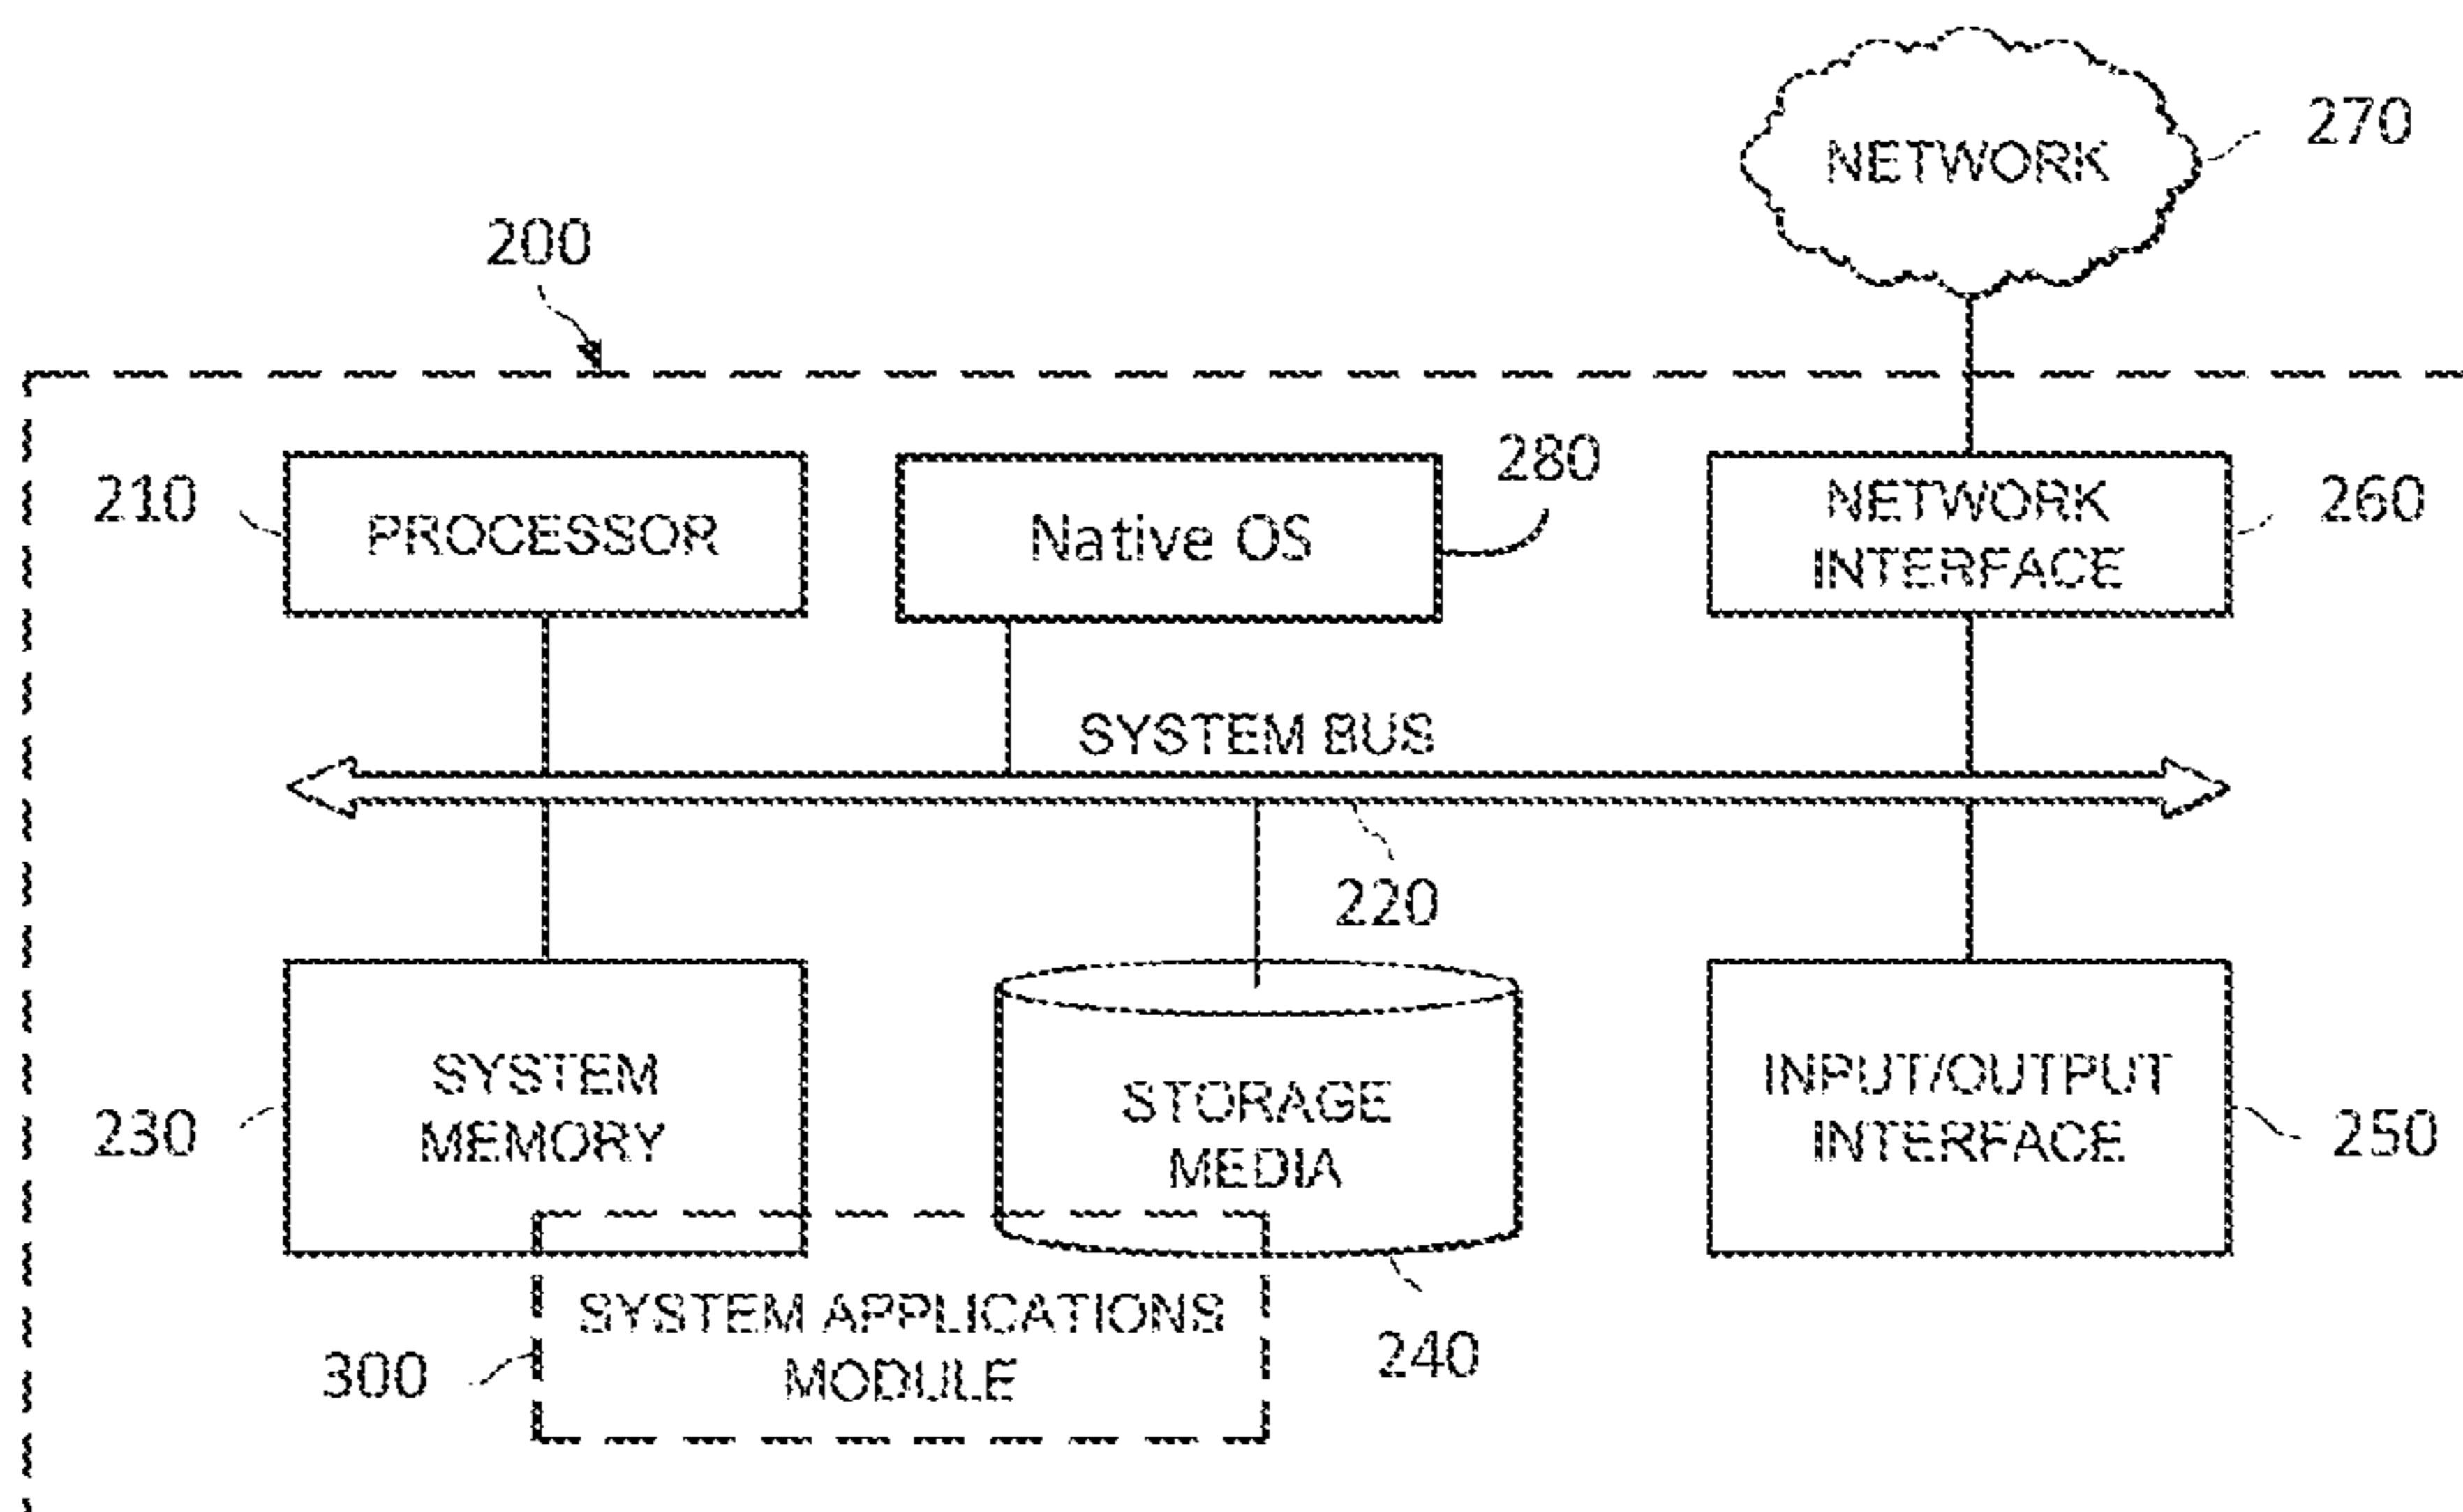 NETWORK
270
200
210
PROCESSOR
Native OS
280
NETWORK
INTERFACE
260
SYSTEM BUS
220
230
SYSTEM
MEMORY
STORAGE
MEDIA
INPUT/OUTPUT
INTERFACE
250
240
300
SYSTEM APPLICATIONS
MODULE